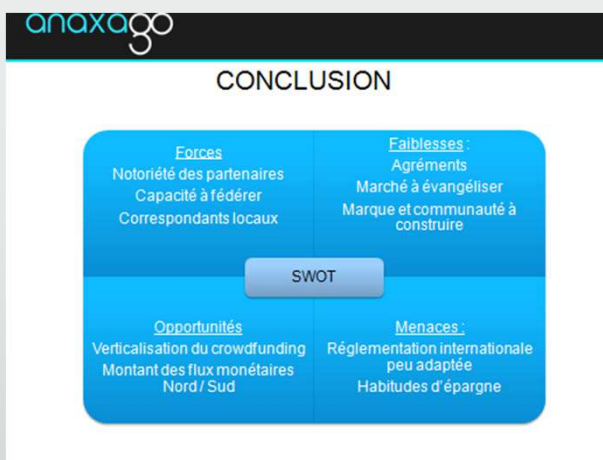 anaxago
CONCLUSION
Forces
Notoriété des partenaires
Capacité à fédérer
Correspondants locaux
Faiblesses :
Agréments
Marché à évangéliser
Marque et communauté à
construire
SWOT
Opportunités
Verticalisation du crowdfunding
Montant des flux monétaires
Nord / Sud
Menaces :
Réglementation internationale
peu adaptée
Habitudes d'épargne